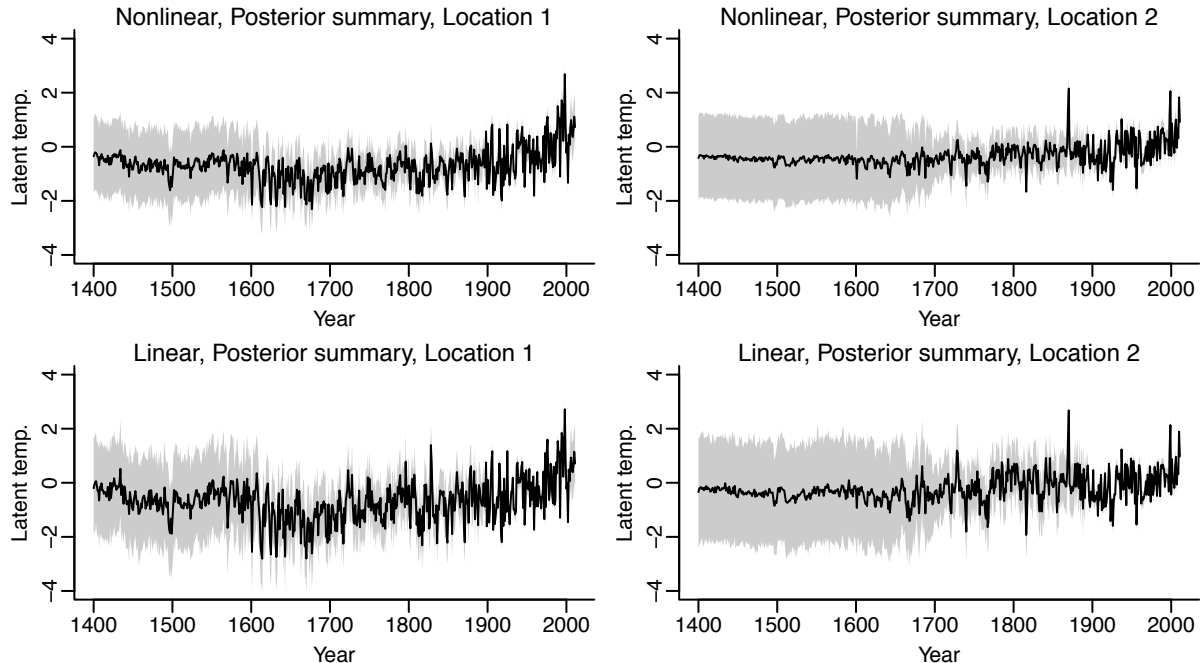 Nonlinear, Posterior summary, Location 1
Latent temp.
4
2
0
−2
−4
1400 1500 1600 1700 1800 1900 2000
Year
Nonlinear, Posterior summary, Location 2
Latent temp.
4
2
0
−2
−4
1400 1500 1600 1700 1800 1900 2000
Year
Linear, Posterior summary, Location 1
Latent temp.
4
2
0
−2
−4
1400 1500 1600 1700 1800 1900 2000
Year
Linear, Posterior summary, Location 2
Latent temp.
4
2
0
−2
−4
1400 1500 1600 1700 1800 1900 2000
Year